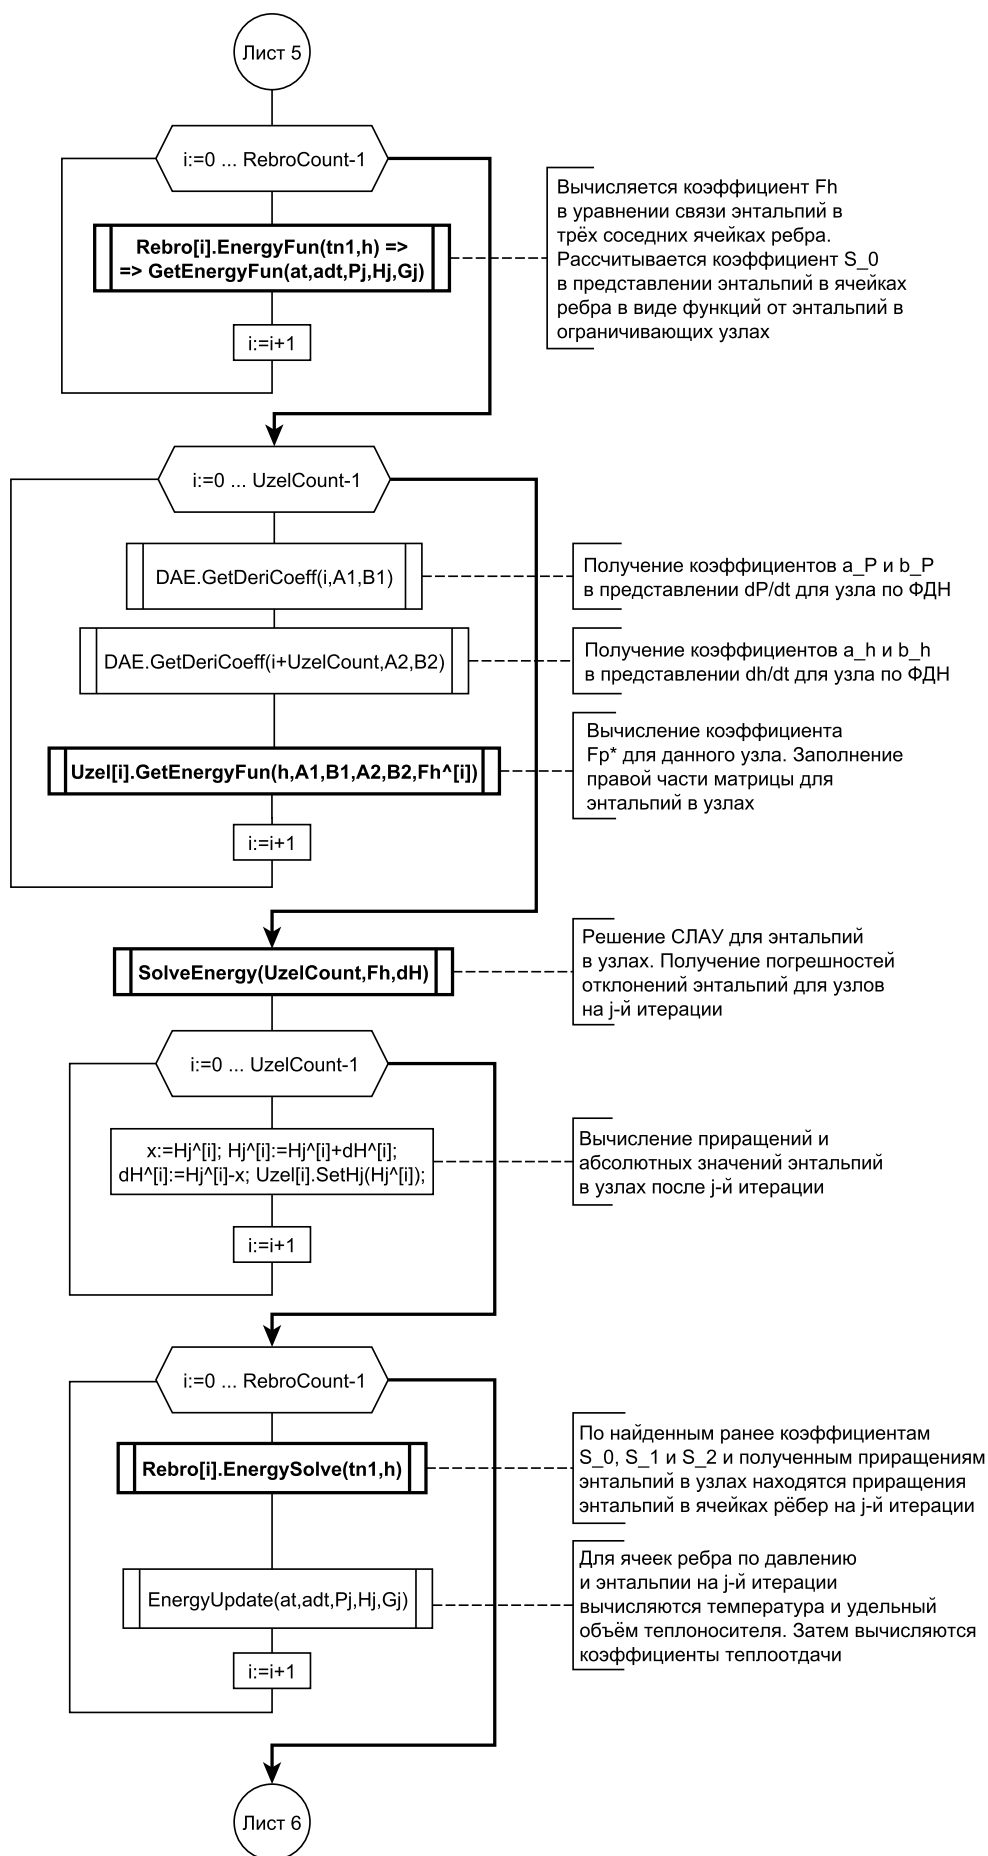 Лист 5
i:=0 ... RebroCount-1
Rebro[i].EnergyFun(tn1,h) =>
=> GetEnergyFun(at,adt,Pj,Hj,Gj)
Вычисляется коэффициент Fh
в уравнении связи энтальпий в
трёх соседних ячейках ребра.
Рассчитывается коэффициент S_0
в представлении энтальпий в ячейках
ребра в виде функций от энтальпий в
ограничивающих узлах
i:=i+1
i:=0 ... UzelCount-1
DAE.GetDeriCoeff(i,A1,B1)
Получение коэффициентов a_P и b_P
в представлении dP/dt для узла по ФДН
DAE.GetDeriCoeff(i+UzelCount,A2,B2)
Получение коэффициентов a_h и b_h
в представлении dh/dt для узла по ФДН
Uzel[i].GetEnergyFun(h,A1,B1,A2,B2,Fh^[i])
Вычисление коэффициента
Fp* для данного узла. Заполнение
правой части матрицы для
энтальпий в узлах
i:=i+1
SolveEnergy(UzelCount,Fh,dH)
Решение СЛАУ для энтальпий
в узлах. Получение погрешностей
отклонений энтальпий для узлов
на j-й итерации
i:=0 ... UzelCount-1
x:=Hj^[i]; Hj^[i]:=Hj^[i]+dH^[i];
dH^[i]:=Hj^[i]-x; Uzel[i].SetHj(Hj^[i]);
Вычисление приращений и
абсолютных значений энтальпий
в узлах после j-й итерации
i:=i+1
i:=0 ... RebroCount-1
Rebro[i].EnergySolve(tn1,h)
По найденным ранее коэффициентам
S_0, S_1 и S_2 и полученным приращениям
энтальпий в узлах находятся приращения
энтальпий в ячейках рёбер на j-й итерации
EnergyUpdate(at,adt,Pj,Hj,Gj)
Для ячеек ребра по давлению
и энтальпии на j-й итерации
вычисляются температура и удельный
объём теплоносителя. Затем вычисляются
коэффициенты теплоотдачи
i:=i+1
Лист 6